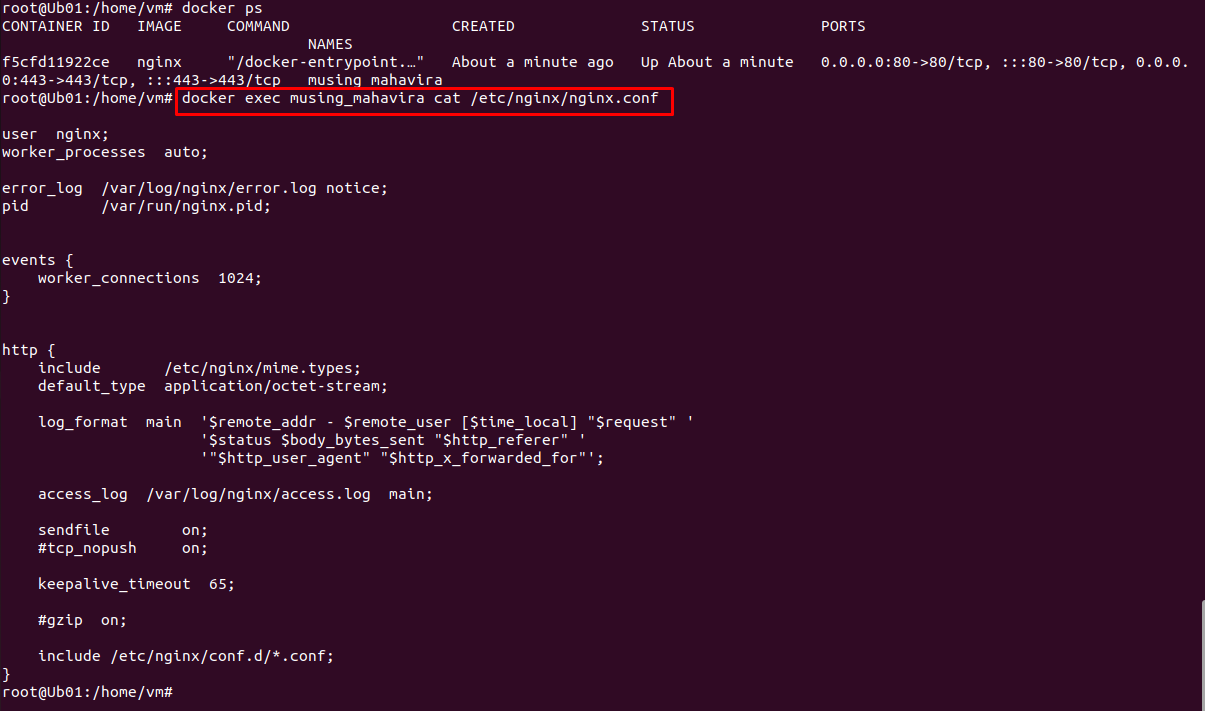 root@Ub01:/home/vm# docker ps
CONTAINER ID   IMAGE     COMMAND                  CREATED              STATUS              PORTS
                                  NAMES
f5cfd11922ce   nginx     "/docker-entrypoint.…"   About a minute ago   Up About a minute   0.0.0.0:80->80/tcp, :::80->80/tcp, 0.0.0.
0:443->443/tcp, :::443->443/tcp   musing_mahavira
root@Ub01:/home/vm# docker exec musing_mahavira cat /etc/nginx/nginx.conf
user  nginx;
worker_processes  auto;
error_log  /var/log/nginx/error.log notice;
pid        /var/run/nginx.pid;
events {
    worker_connections  1024;
}
http {
    include       /etc/nginx/mime.types;
    default_type  application/octet-stream;
    log_format  main  '$remote_addr - $remote_user [$time_local] "$request" '
                      '$status $body_bytes_sent "$http_referer" '
                      '"$http_user_agent" "$http_x_forwarded_for"';
    access_log  /var/log/nginx/access.log  main;
    sendfile        on;
    #tcp_nopush     on;
    keepalive_timeout  65;
    #gzip  on;
    include /etc/nginx/conf.d/*.conf;
}
root@Ub01:/home/vm#